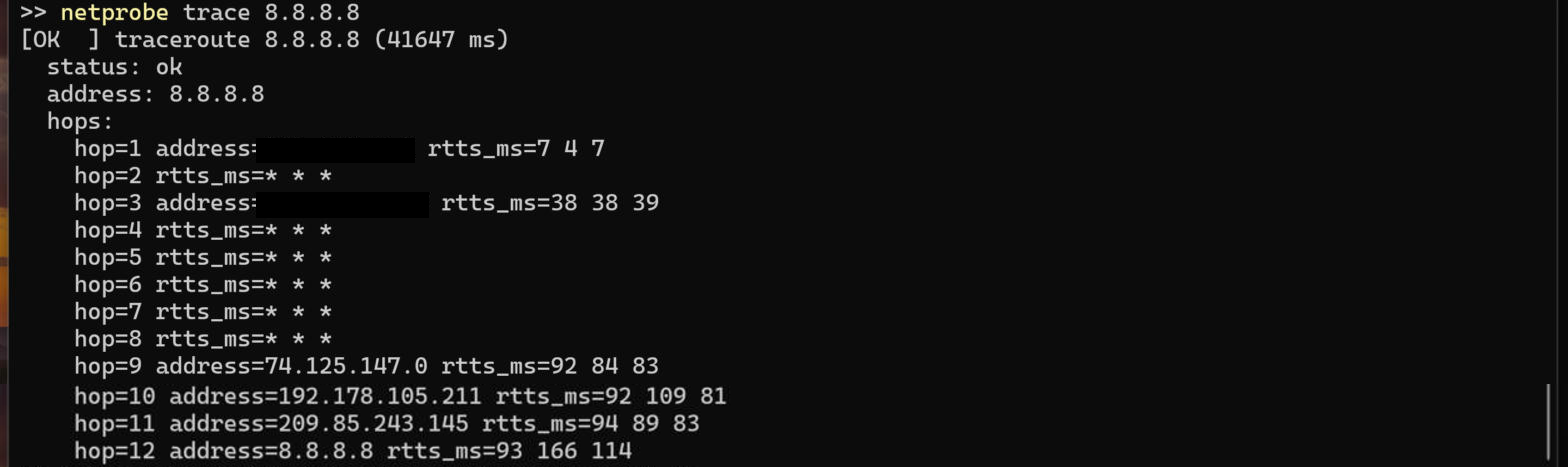 >> netprobe trace 8.8.8.8
[OK  ] traceroute 8.8.8.8 (41647 ms)
status: ok
address: 8.8.8.8
hops:
hop=1 address= rtts_ms=7 4 7
hop=2 rtts_ms=* * *
hop=3 address= rtts_ms=38 38 39
hop=4 rtts_ms=* * *
hop=5 rtts_ms=* * *
hop=6 rtts_ms=* * *
hop=7 rtts_ms=* * *
hop=8 rtts_ms=* * *
hop=9 address=74.125.147.0 rtts_ms=92 84 83
hop=10 address=192.178.105.211 rtts_ms=92 109 81
hop=11 address=209.85.243.145 rtts_ms=94 89 83
hop=12 address=8.8.8.8 rtts_ms=93 166 114